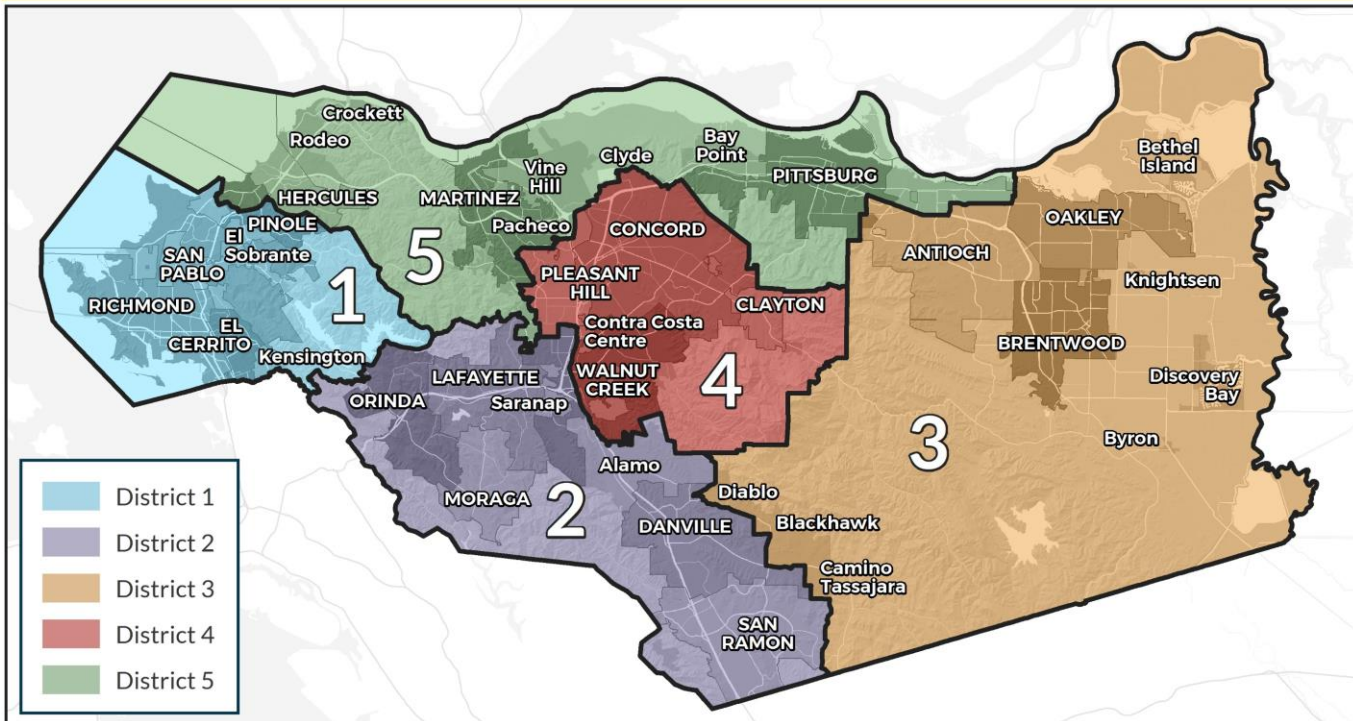 Crockett
Rodeo
HERCULES
MARTINEZ
Vine
Hill
Pacheco
Clyde
Bay
Point
PITTSBURG
5
PINOLE
El
Sobrante
SAN
PABLO
RICHMOND
EL
CERRITO
Kensington
1
CONCORD
PLEASANT
HILL
CLAYTON
Contra Costa
Centre
WALNUT
CREEK
4
LAFAYETTE
ORINDA
Saranap
MORAGA
Alamo
2
DANVILLE
SAN
RAMON
Bethel
Island
OAKLEY
ANTIOCH
Knightsen
BRENTWOOD
Discovery
Bay
Byron
3
Diablo
Blackhawk
Camino
Tassajara
District 1
District 2
District 3
District 4
District 5